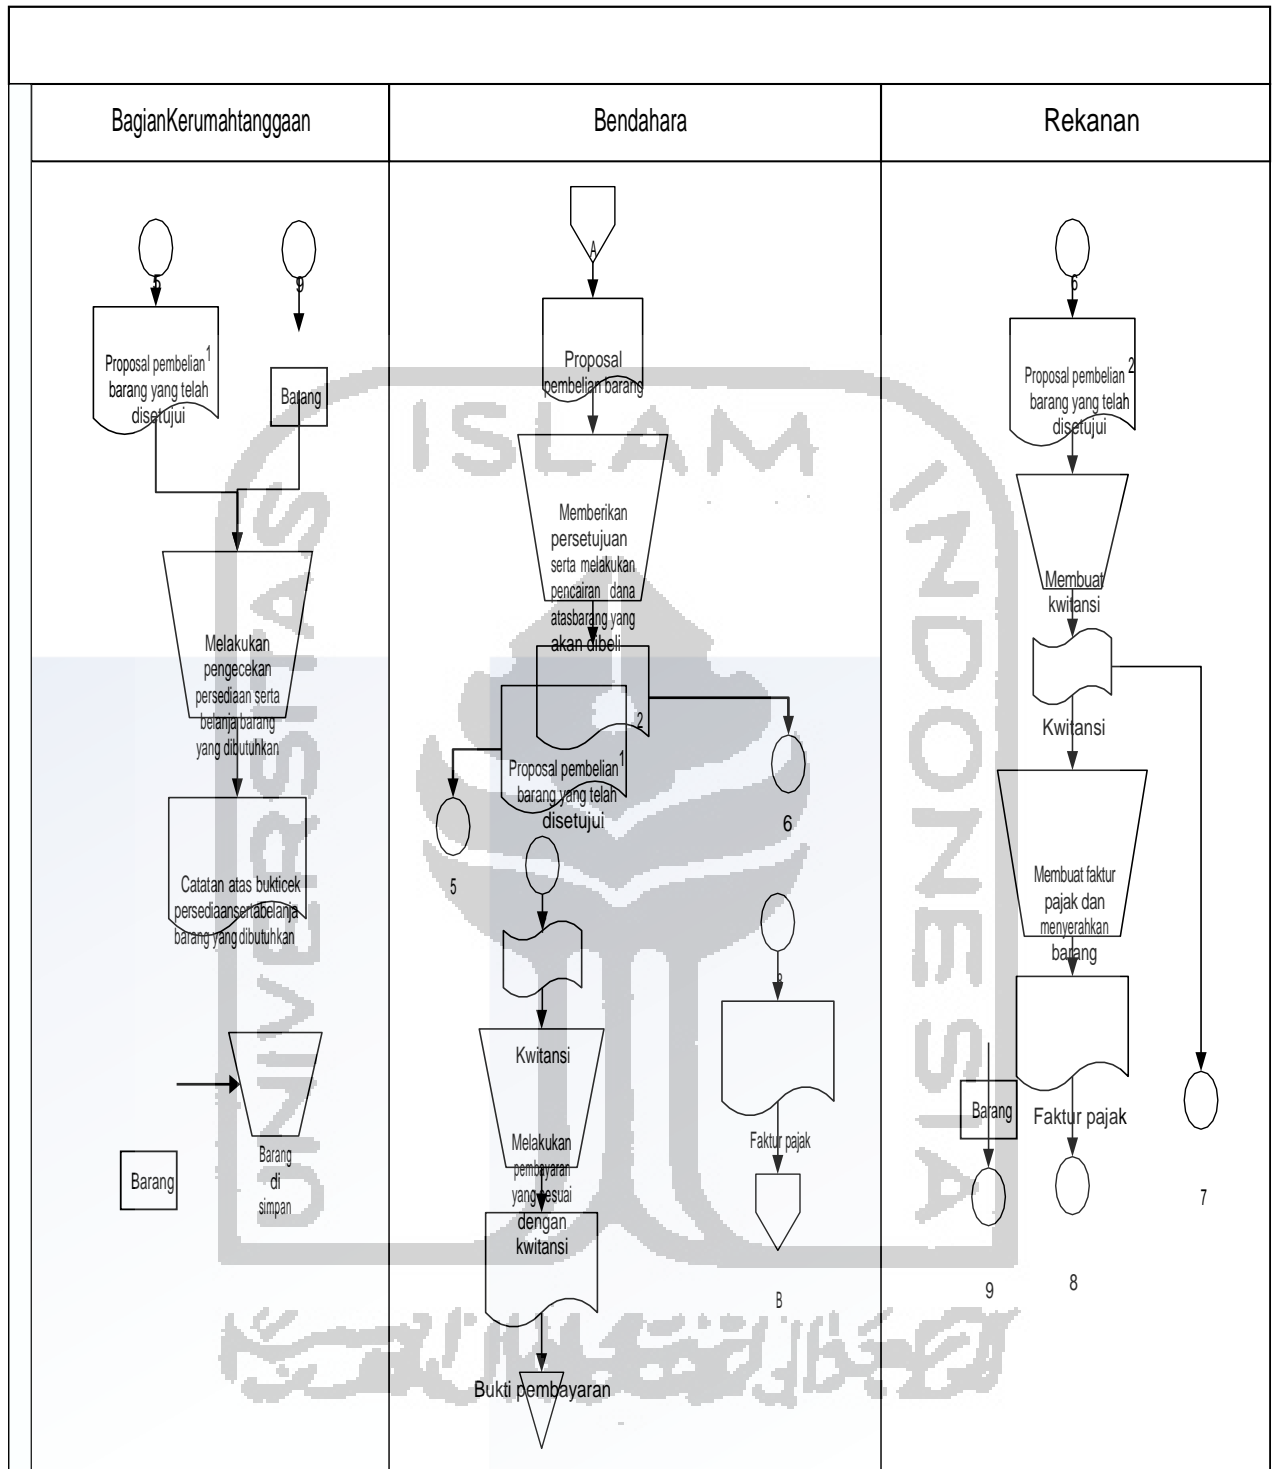 BagianKerumahtanggaan
Bendahara
Rekanan
5
9
Proposal pembelian 1
barang yang telah
disetujui
Barang
Melakukan
pengecekan
persediaan serta
belanja barang
yang dibutuhkan
Catatan atas bukticek
persediaansertabelanja
barang yang dibutuhkan
Barang
di
simpan
Barang
A
Proposal
pembelian barang
Memberikan
persetujuan
serta melakukan
pencairan dana
atasbarang yang
akan dibeli
2
Proposal pembelian 1
barang yang telah
disetujui
5
6
Kwitansi
Melakukan
pembayaran
yang sesuai
dengan
kwitansi
Bukti pembayaran
Faktur pajak
B
6
Proposal pembelian 2
barang yang telah
disetujui
Membuat
kwitansi
Kwitansi
Membuat faktur
pajak dan
menyerahkan
barang
Barang
Faktur pajak
9
8
7
UNIVERSITAS
ISLAM
INDONESIA